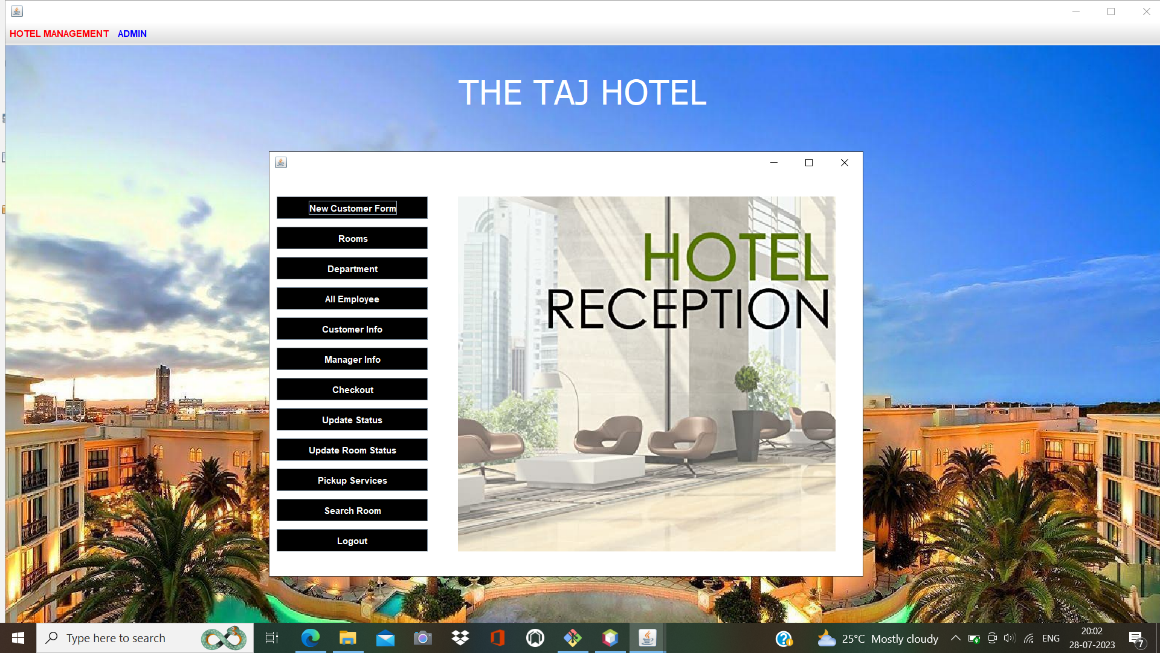 HOTEL MANAGEMENT ADMIN
THE TAJ HOTEL
New Customer Form
Rooms
Department
All Employee
Customer Info
Manager Info
Checkout
Update Status
Update Room Status
Pickup Services
Search Room
Logout
HOTEL
RECEPTION
Type here to search
25°C Mostly cloudy
ENG
20:02
28-07-2023
7